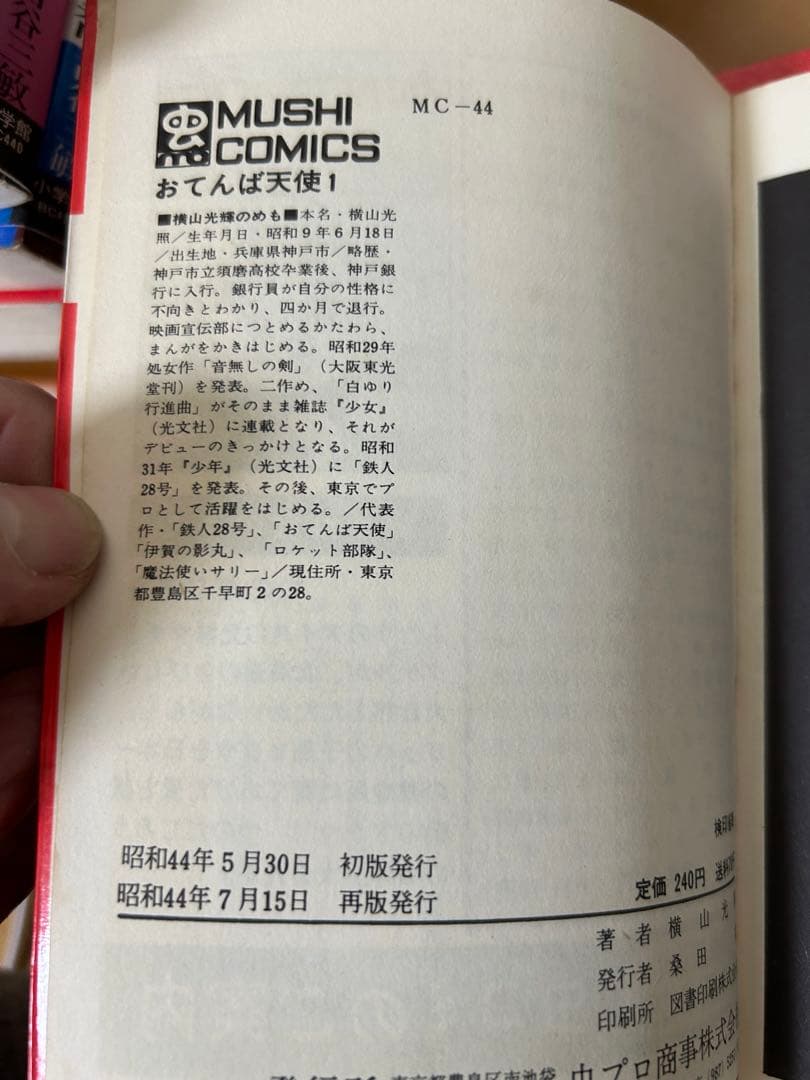 谷三敏
MUSHI
COMICS
MC-44
おてんば天使1
■横山光輝のめも■本名・横山光
照／生年月日・昭和9年6月18日
／出生地・兵庫県神戸市／略歴・
神戸市立須磨高校卒業後、神戸銀
行に入行。銀行員が自分の性格に
不向きとわかり、四か月で退行。
映画宣伝部につとめるかたわら、
まんがをかきはじめる。昭和29年
処女作「音無しの剣」（大阪東光
堂刊）を発表。二作め、「白ゆり
行進曲」がそのまま雑誌『少女』
（光文社）に連載となり、それが
デビューのきっかけとなる。昭和
31年『少年』（光文社）に「鉄人
28号」を発表。その後、東京でプ
ロとして活躍をはじめる。／代表
作・「鉄人28号」、「おてんば天使」
「伊賀の影丸」、「ロケット部隊」、
「魔法使いサリー」／現住所・東京
都豊島区千早町2の28。
昭和44年5月30日 初版発行
昭和44年7月15日 再版発行
検印
定価 240円 送料
著者 横山光
発行者 桑田
印刷所 図書印刷株式会
東京都豊島区南池袋
虫プロ商事株式会